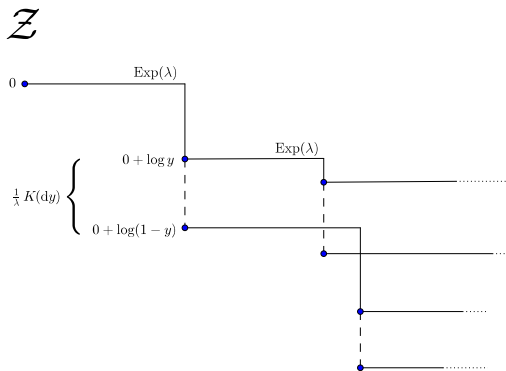 𝒵
0
Exp(λ)
0 + log y
Exp(λ)
1/λ K(dy)
0 + log(1 − y)